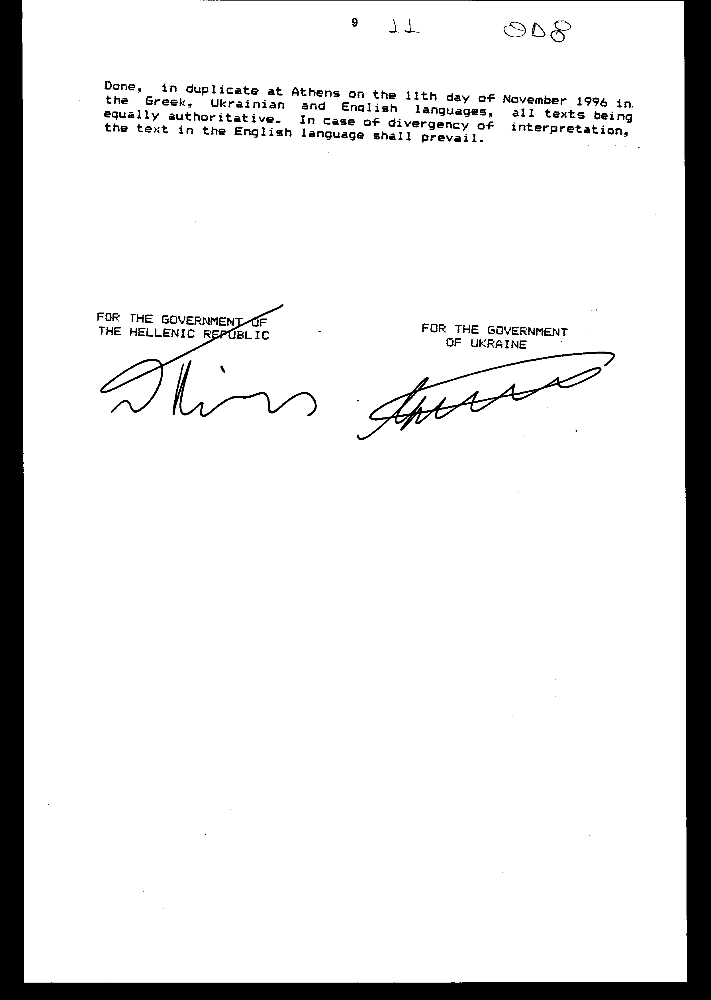 9
Done, in duplicate at Athens on the 11th day of November 1996 in
the Greek, Ukrainian and English languages, all texts being
equally authoritative. In case of divergency of interpretation,
the text in the English language shall prevail.
FOR THE GOVERNMENT OF
THE HELLENIC REPUBLIC
FOR THE GOVERNMENT
OF UKRAINE